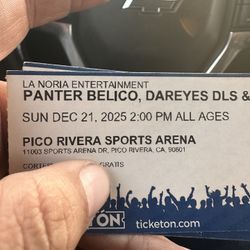 LA NORIA ENTERTAINMENT
PANTER BELICO, DAREYES DLS &
SUN DEC 21, 2025 2:00 PM ALL AGES
PICO RIVERA SPORTS ARENA
11003 SPORTS ARENA DR, PICO RIVERA, CA, 90601
GRATIS
ticketon.com